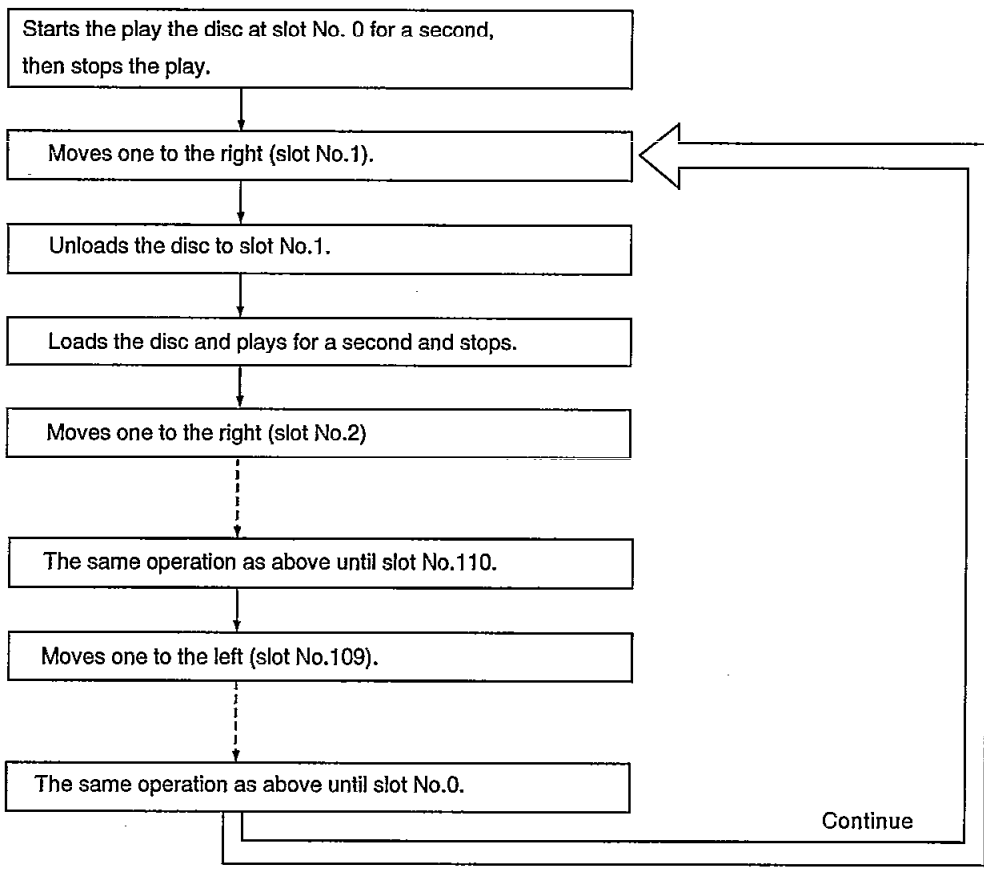 Starts the play the disc at slot No. 0 for a second,
then stops the play.
Moves one to the right (slot No.1).
Unloads the disc to slot No.1.
Loads the disc and plays for a second and stops.
Moves one to the right (slot No.2)
The same operation as above until slot No.110.
Moves one to the left (slot No.109).
The same operation as above until slot No.0.
Continue